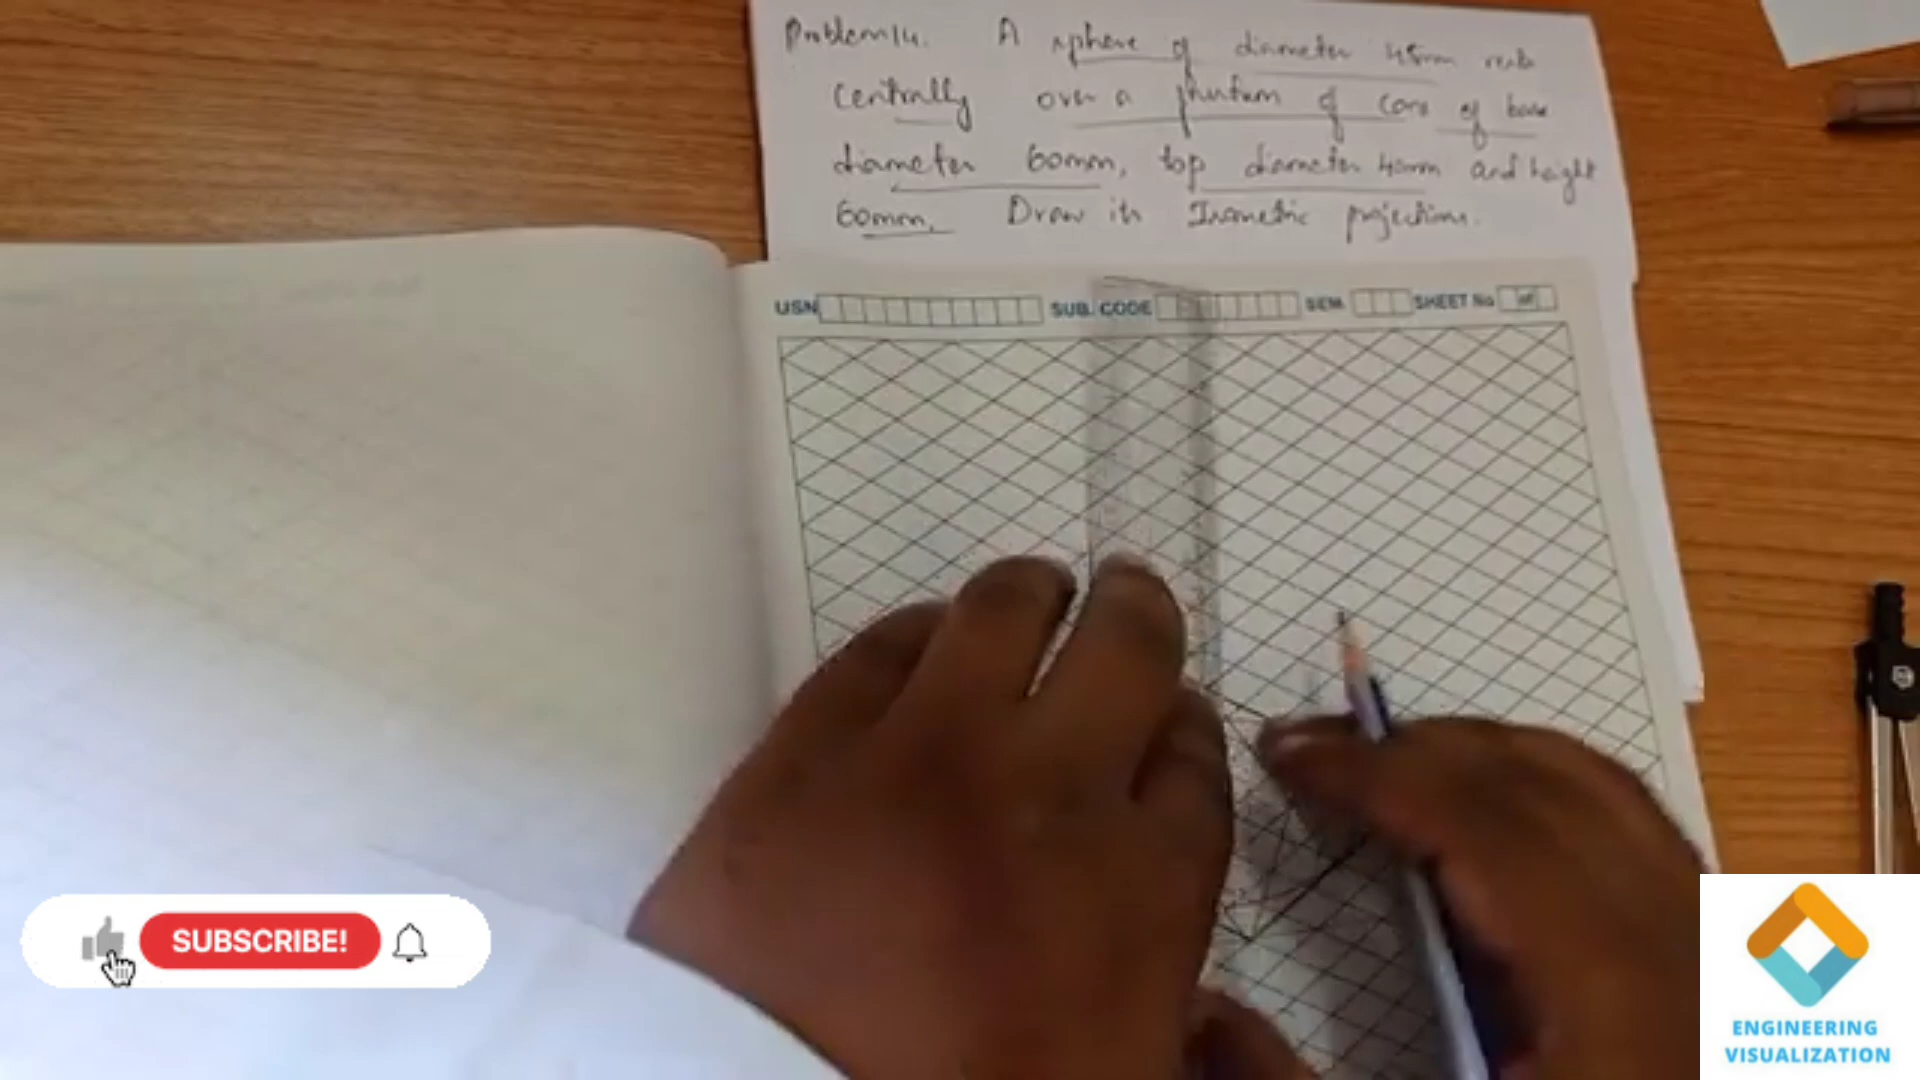 Problem 14. A sphere of diameter 45mm rests
centrally over a frustum of cone of base
diameter 60mm, top diameter 40mm and height
60mm. Draw its Isometric projections.
USN SUB. CODE SEM. SHEET No of
SUBSCRIBE!
ENGINEERING
VISUALIZATION